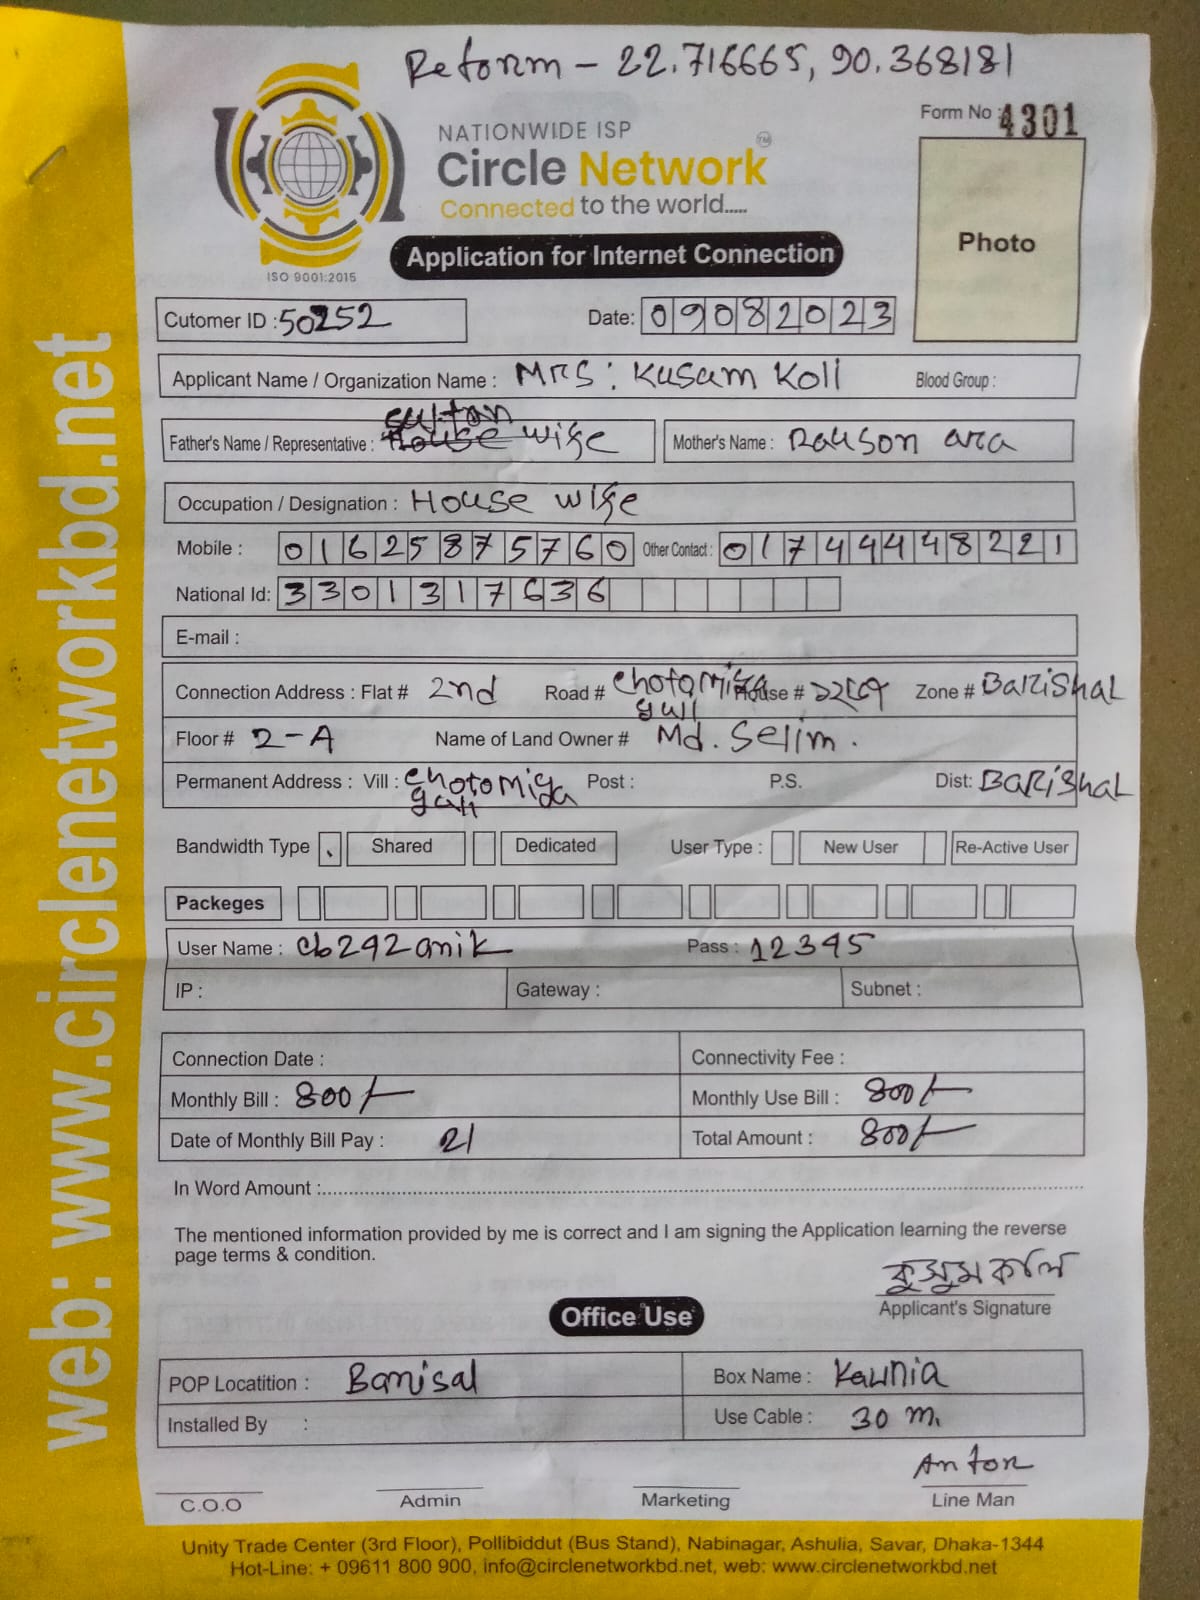 Reform - 22.716665, 90.368181
Form No : 4301
NATIONWIDE ISP
Circle Network TM
Connected to the world.....
ISO 9001:2015
Application for Internet Connection
Photo
Cutomer ID : 50252
Date: 09082023
Applicant Name / Organization Name : Mrs : Kusum Koli Blood Group :
Father's Name / Representative : Sultan
House wife
Mother's Name : Rauson ara
Occupation / Designation : House wife
Mobile : 01625875760 Other Contact : 01744448221
National Id: 3301317636
E-mail :
Connection Address : Flat # 2nd Road # Chotomiya gali House # Zone # BARISHAL
Floor # 2-A Name of Land Owner # Md. Selim.
Permanent Address : Vill : Chotomiya gali Post : P.S. Dist: BARISHAL
Bandwidth Type Shared Dedicated User Type : New User Re-Active User
Packeges
User Name : cb242anik Pass : 12345
IP : Gateway : Subnet :
Connection Date : Connectivity Fee :
Monthly Bill : 800/- Monthly Use Bill : 800/-
Date of Monthly Bill Pay : 21 Total Amount : 800/-
In Word Amount :
The mentioned information provided by me is correct and I am signing the Application learning the reverse
page terms & condition.
কুসুম কলি
Applicant's Signature
Office Use
POP Locatition : Barisal Box Name : Kaunia
Installed By : Use Cable : 30 m.
Antor
C.O.O Admin Marketing Line Man
Unity Trade Center (3rd Floor), Pollibiddut (Bus Stand), Nabinagar, Ashulia, Savar, Dhaka-1344
Hot-Line: + 09611 800 900, info@circlenetworkbd.net, web: www.circlenetworkbd.net
web: www.circlenetworkbd.net